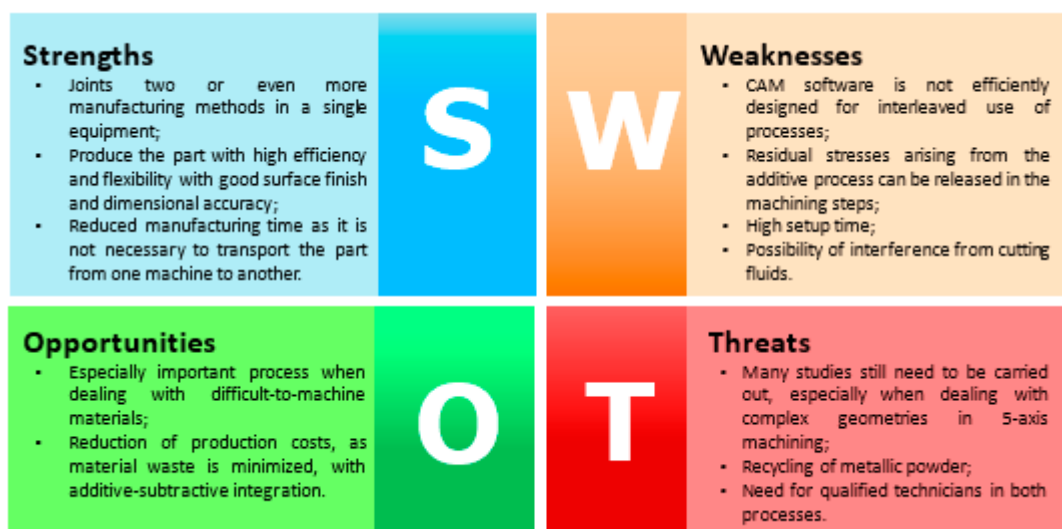 Strengths
▪ Joints two or even more
manufacturing methods in a single
equipment;
▪ Produce the part with high efficiency
and flexibility with good surface finish
and dimensional accuracy;
▪ Reduced manufacturing time as it is
not necessary to transport the part
from one machine to another.
S
W
Weaknesses
▪ CAM software is not efficiently
designed for interleaved use of
processes;
▪ Residual stresses arising from the
additive process can be released in the
machining steps;
▪ High setup time;
▪ Possibility of interference from cutting
fluids.
Opportunities
▪ Especially important process when
dealing with difficult-to-machine
materials;
▪ Reduction of production costs, as
material waste is minimized, with
additive-subtractive integration.
O
T
Threats
▪ Many studies still need to be carried
out, especially when dealing with
complex geometries in 5-axis
machining;
▪ Recycling of metallic powder;
▪ Need for qualified technicians in both
processes.